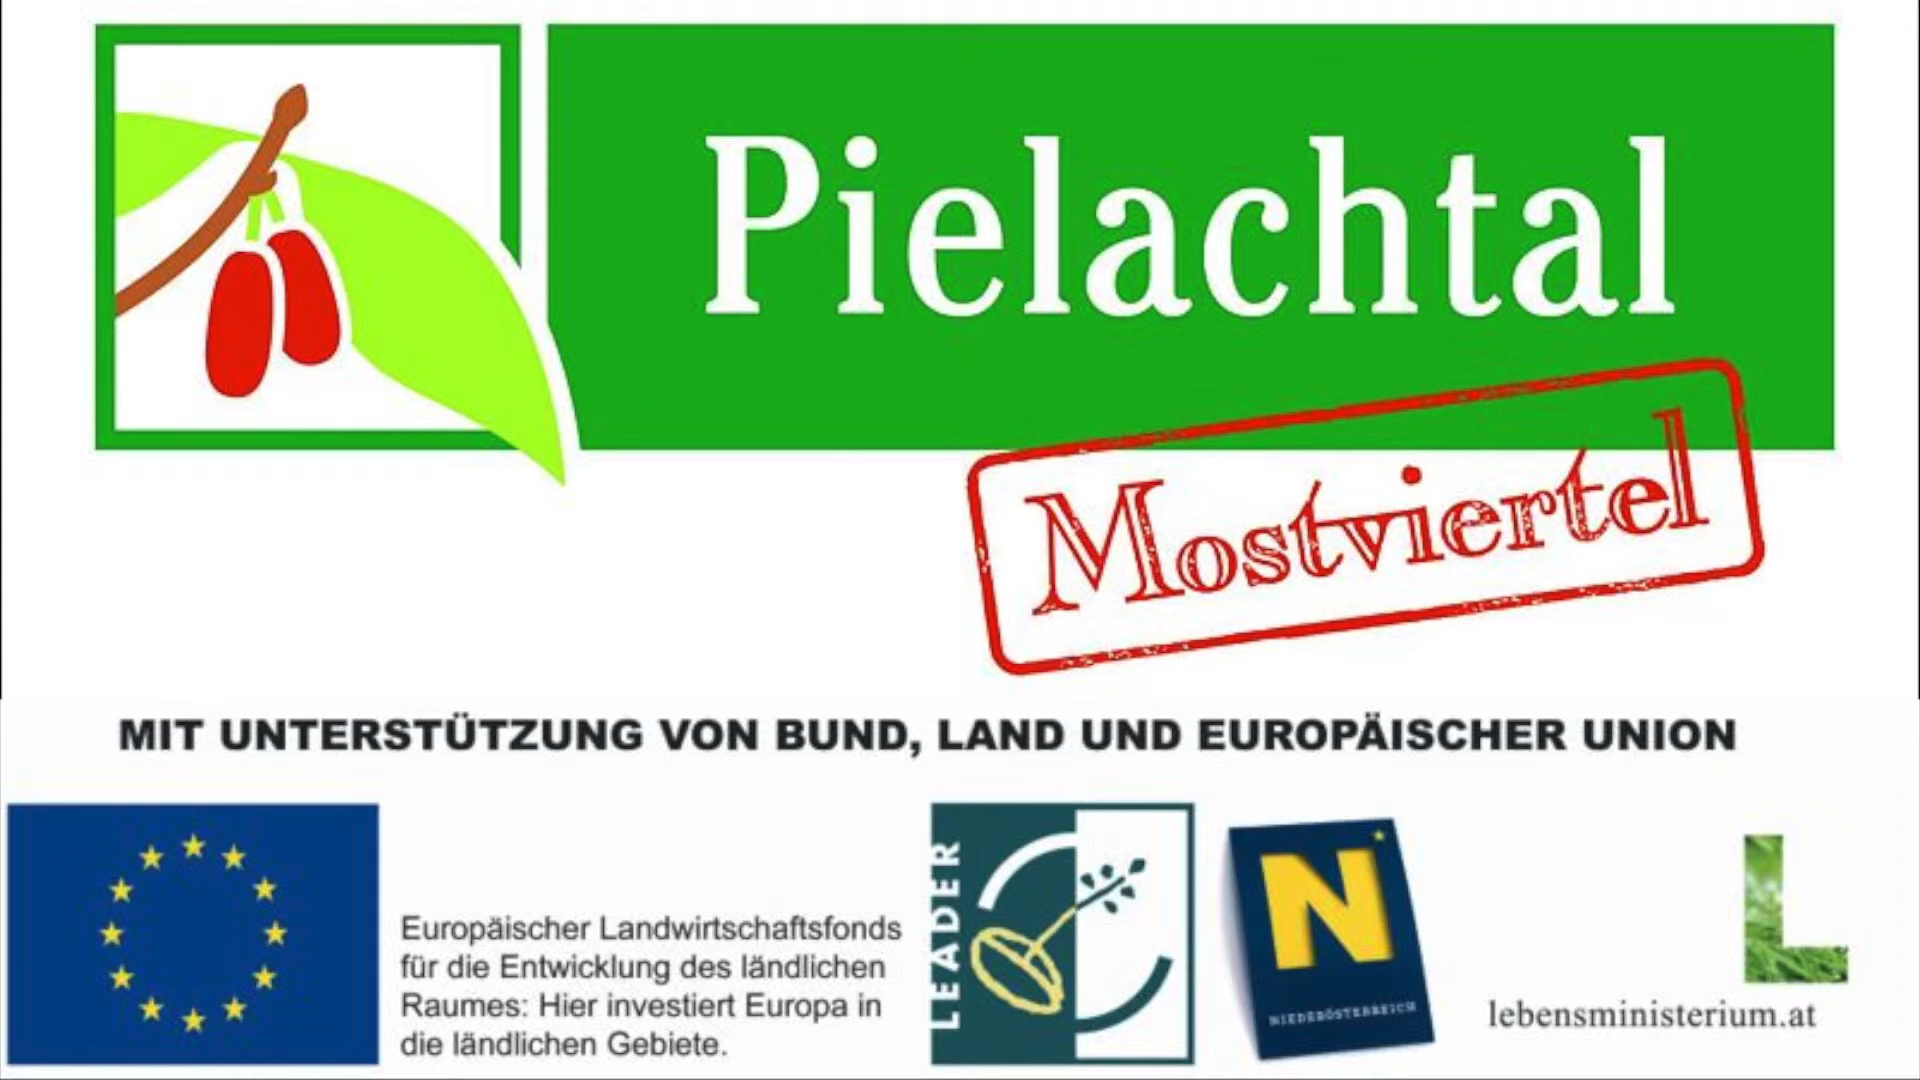 Pielachtal
Mostviertel
MIT UNTERSTÜTZUNG VON BUND, LAND UND EUROPÄISCHER UNION
Europäischer Landwirtschaftsfonds
für die Entwicklung des ländlichen
Raumes: Hier investiert Europa in
die ländlichen Gebiete.
LEADER
N
NIEDERÖSTERREICH
L
lebensministerium.at